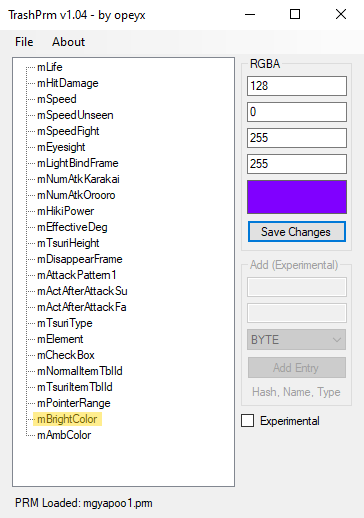 TrashPrm v1.04 - by opeyx
File About
mLife
mHitDamage
mSpeed
mSpeedUnseen
mSpeedFight
mEyesight
mLightBindFrame
mNumAtkKarakai
mNumAtkOrooro
mHikiPower
mEffectiveDeg
mTsuriHeight
mDisappearFrame
mAttackPattern1
mActAfterAttackSu
mActAfterAttackFa
mTsuriType
mElement
mCheckBox
mNormalItemTblId
mTsuriItemTblId
mPointerRange
mBrightColor
mAmbColor
RGBA
128
0
255
255
Save Changes
Add (Experimental)
BYTE
Add Entry
Hash, Name, Type
Experimental
PRM Loaded: mgyapoo1.prm